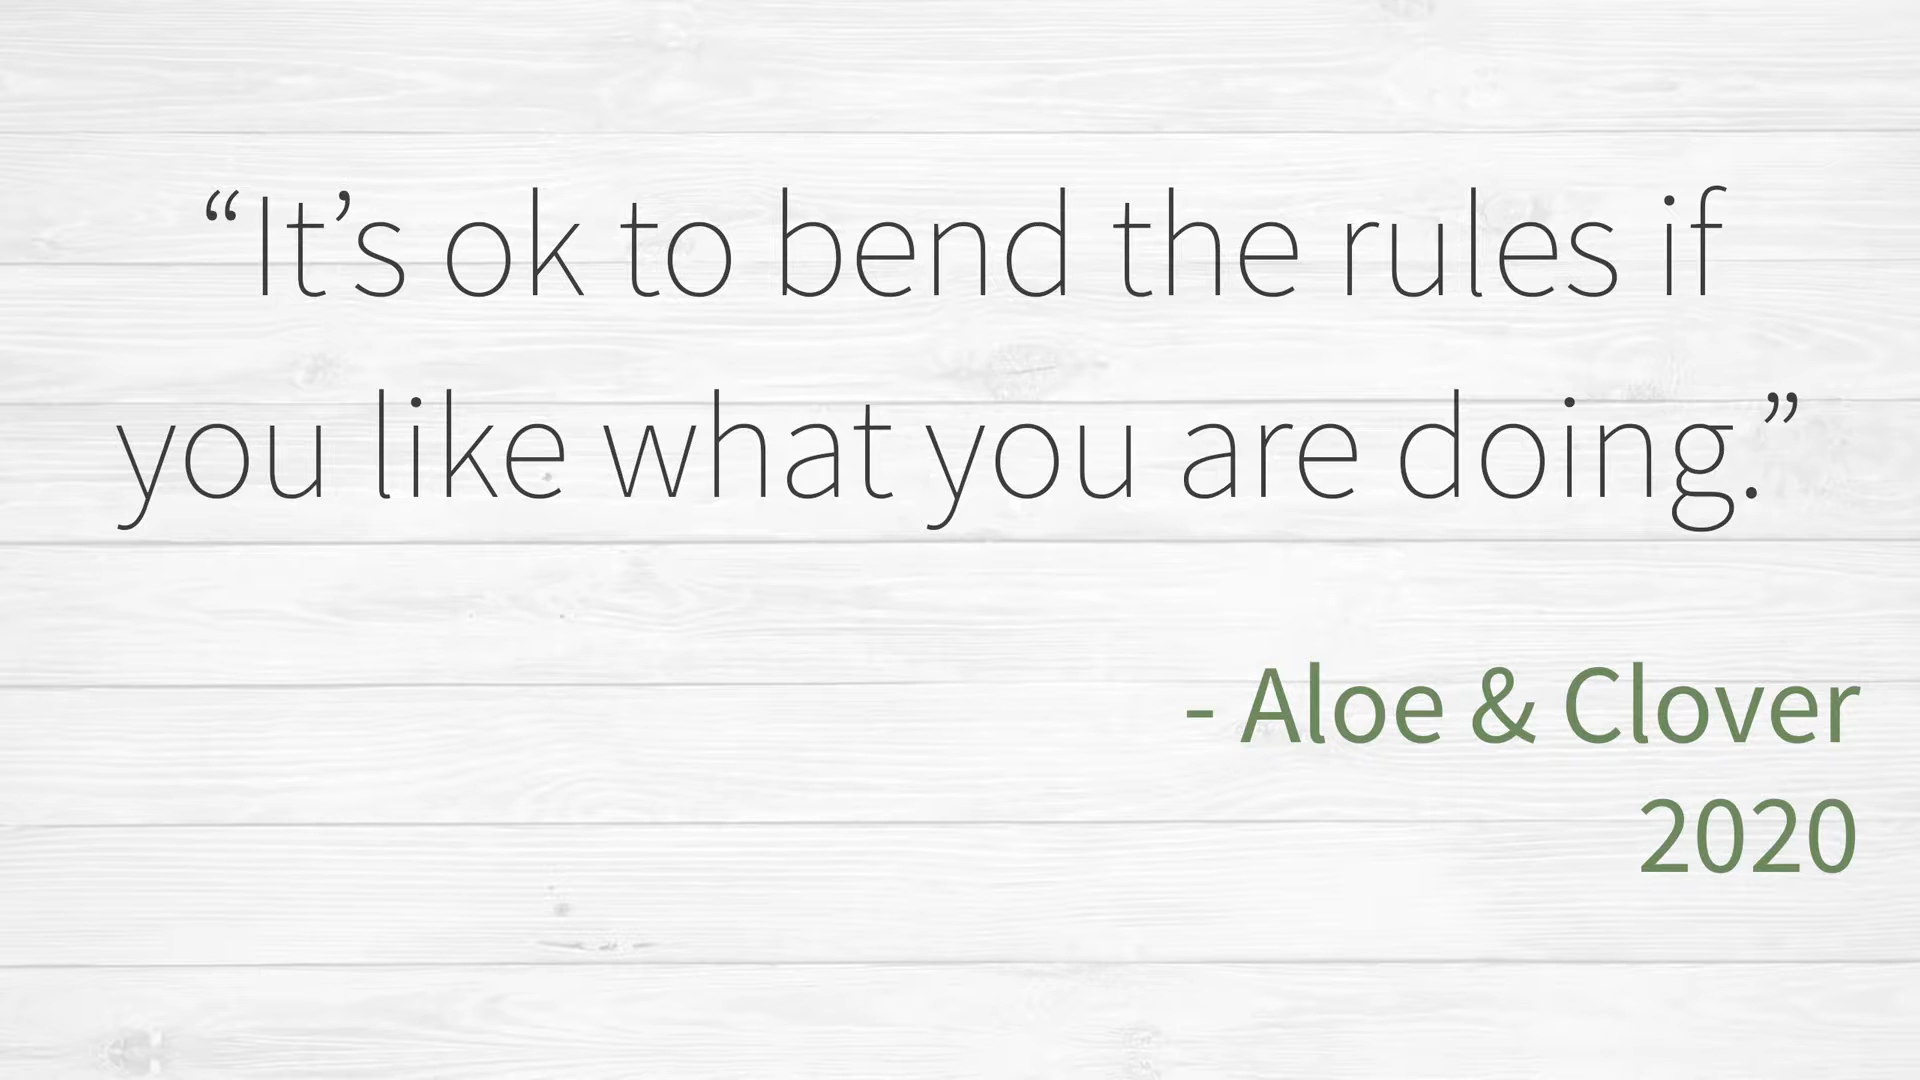 “It’s ok to bend the rules if
you like what you are doing.”
- Aloe & Clover
2020